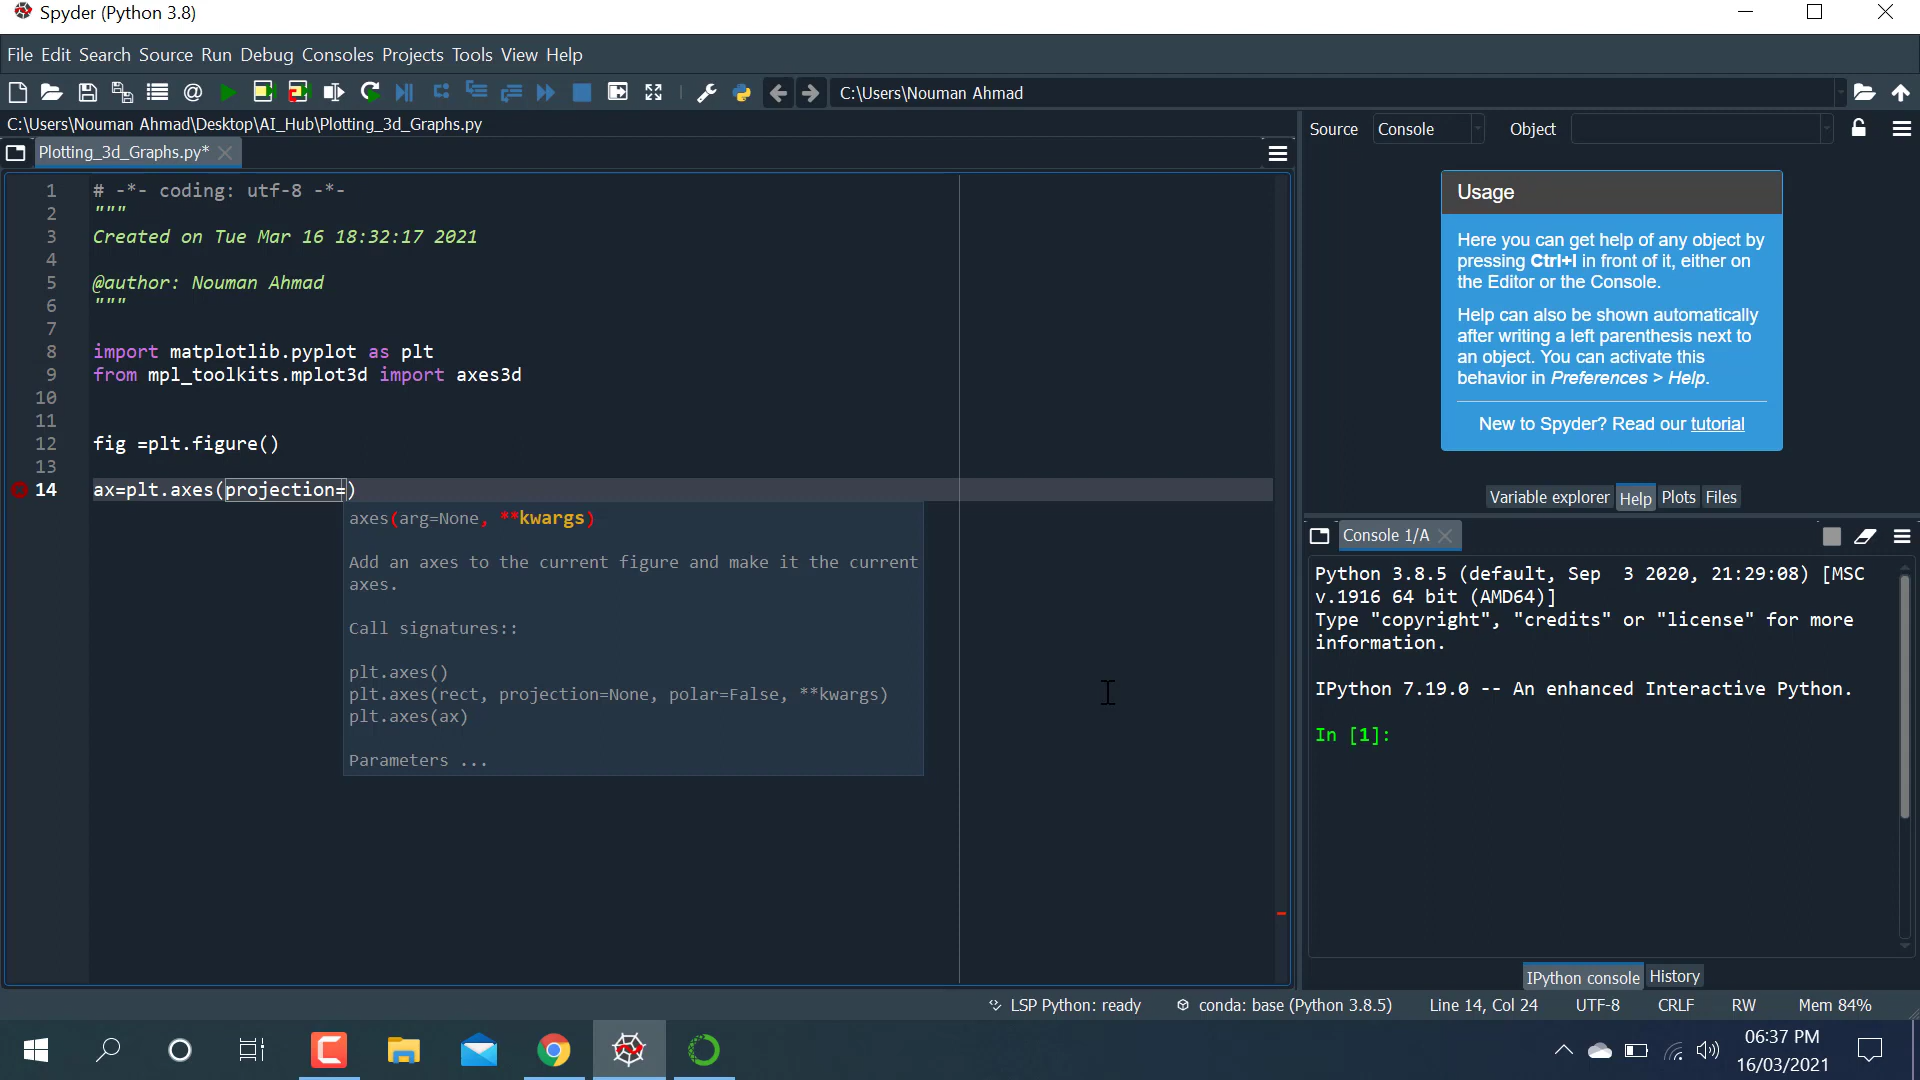 Spyder (Python 3.8)
File Edit Search Source Run Debug Consoles Projects Tools View Help
C:\Users\Nouman Ahmad
C:\Users\Nouman Ahmad\Desktop\AI_Hub\Plotting_3d_Graphs.py
Plotting_3d_Graphs.py*
1 # -*- coding: utf-8 -*-
2 """
3 Created on Tue Mar 16 18:32:17 2021
4
5 @author: Nouman Ahmad
6 """
7
8 import matplotlib.pyplot as plt
9 from mpl_toolkits.mplot3d import axes3d
10
11
12 fig =plt.figure()
13
14 ax=plt.axes(projection=)
axes(arg=None, **kwargs)
Add an axes to the current figure and make it the current
axes.
Call signatures::
plt.axes()
plt.axes(rect, projection=None, polar=False, **kwargs)
plt.axes(ax)
Parameters ...
Source Console Object
Usage
Here you can get help of any object by
pressing Ctrl+I in front of it, either on
the Editor or the Console.
Help can also be shown automatically
after writing a left parenthesis next to
an object. You can activate this
behavior in Preferences > Help.
New to Spyder? Read our tutorial
Variable explorer Help Plots Files
Console 1/A
Python 3.8.5 (default, Sep  3 2020, 21:29:08) [MSC
v.1916 64 bit (AMD64)]
Type "copyright", "credits" or "license" for more
information.
IPython 7.19.0 -- An enhanced Interactive Python.
In [1]:
IPython console History
LSP Python: ready conda: base (Python 3.8.5) Line 14, Col 24 UTF-8 CRLF RW Mem 84%
06:37 PM
16/03/2021